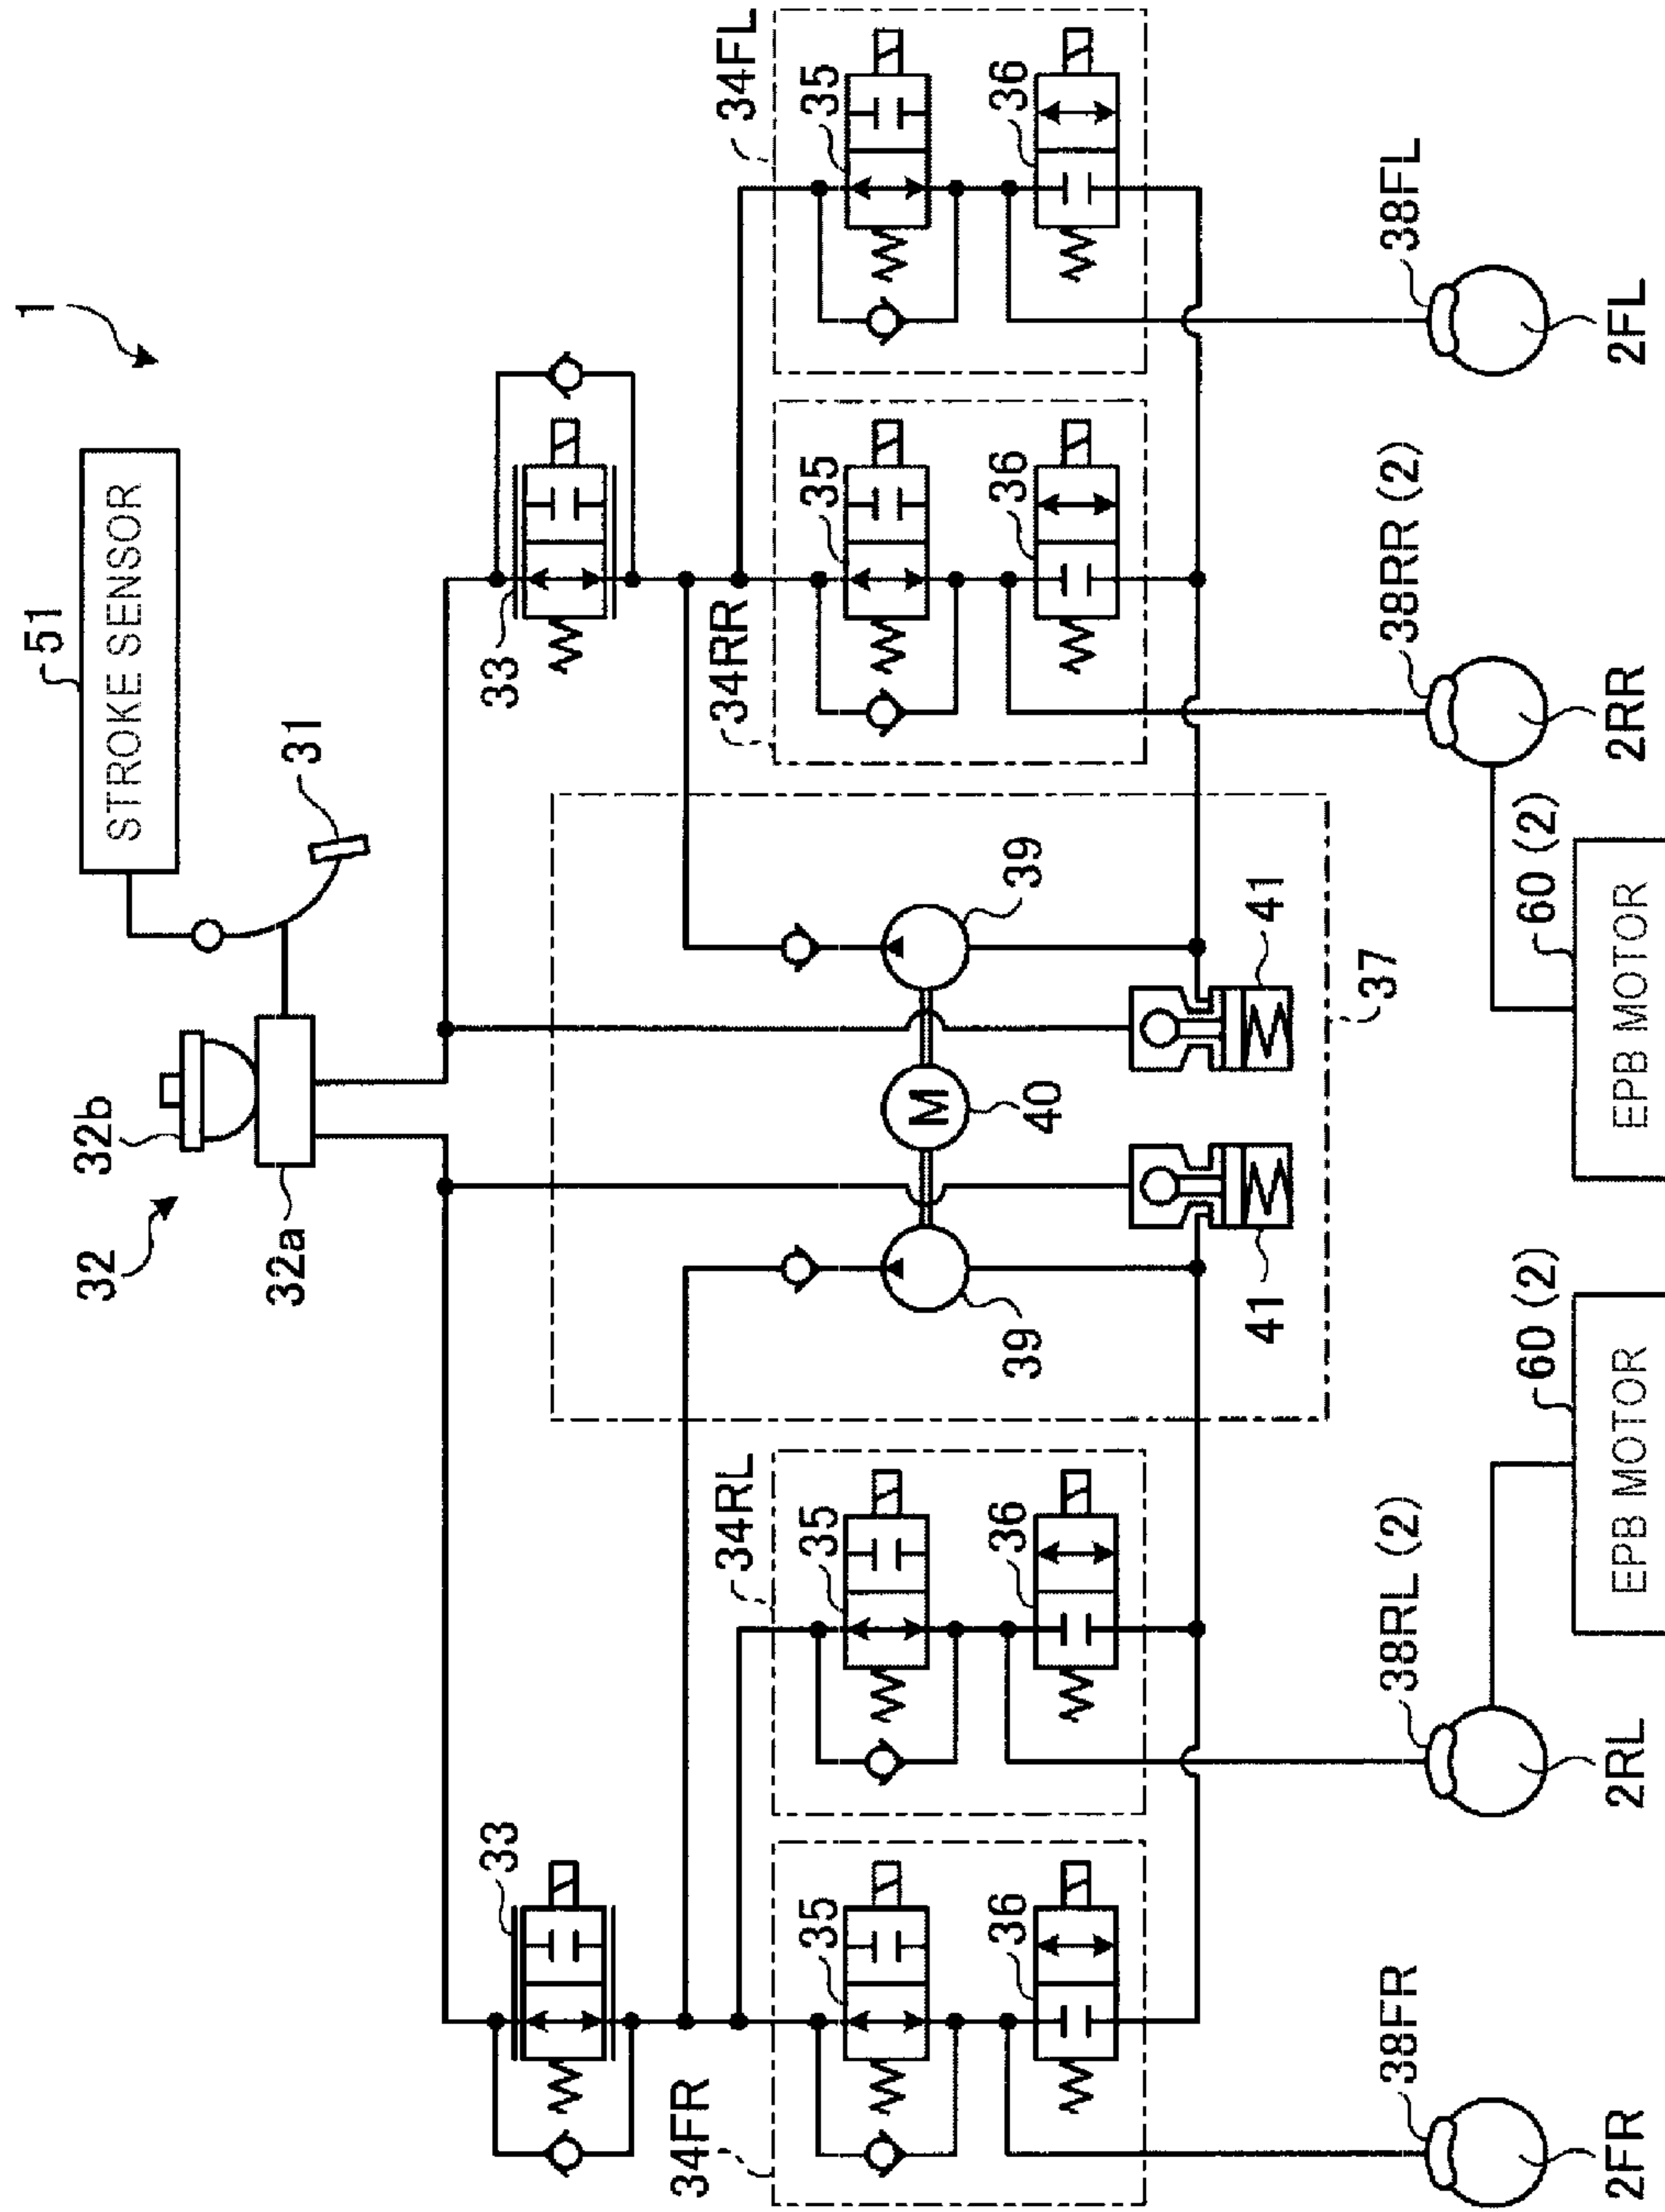 1
51
STROKE SENSOR
31
32
32b
32a
33
33
34FR
35
36
34RL
35
36
34RR
35
36
34FL
35
36
39
40
M
39
41
41
37
38FR
2FR
38RL (2)
2RL
60 (2)
EPB MOTOR
38RR (2)
2RR
60 (2)
EPB MOTOR
38FL
2FL